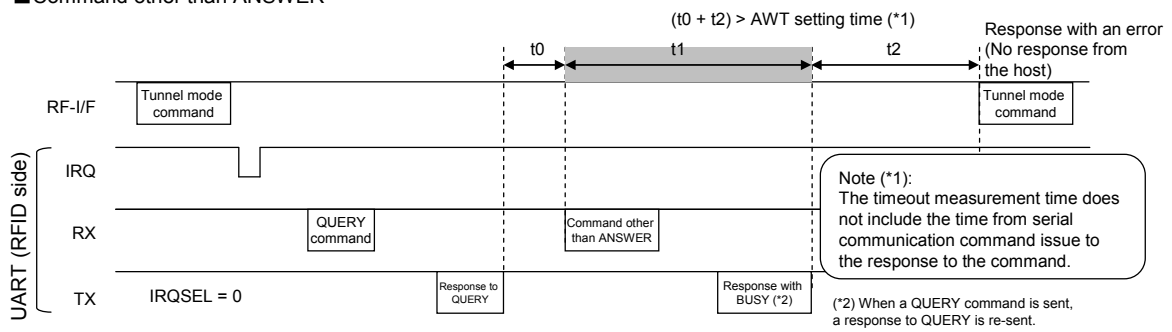 ■Command other than ANSWER
(t0 + t2) > AWT setting time (*1)
t0
t1
t2
Response with an error
(No response from
the host)
RF-I/F
Tunnel mode
command
Tunnel mode
command
UART (RFID side)
IRQ
RX
QUERY
command
Command other
than ANSWER
TX
IRQSEL = 0
Response to
QUERY
Response with
BUSY (*2)
Note (*1):
The timeout measurement time does
not include the time from serial
communication command issue to
the response to the command.
(*2) When a QUERY command is sent,
a response to QUERY is re-sent.